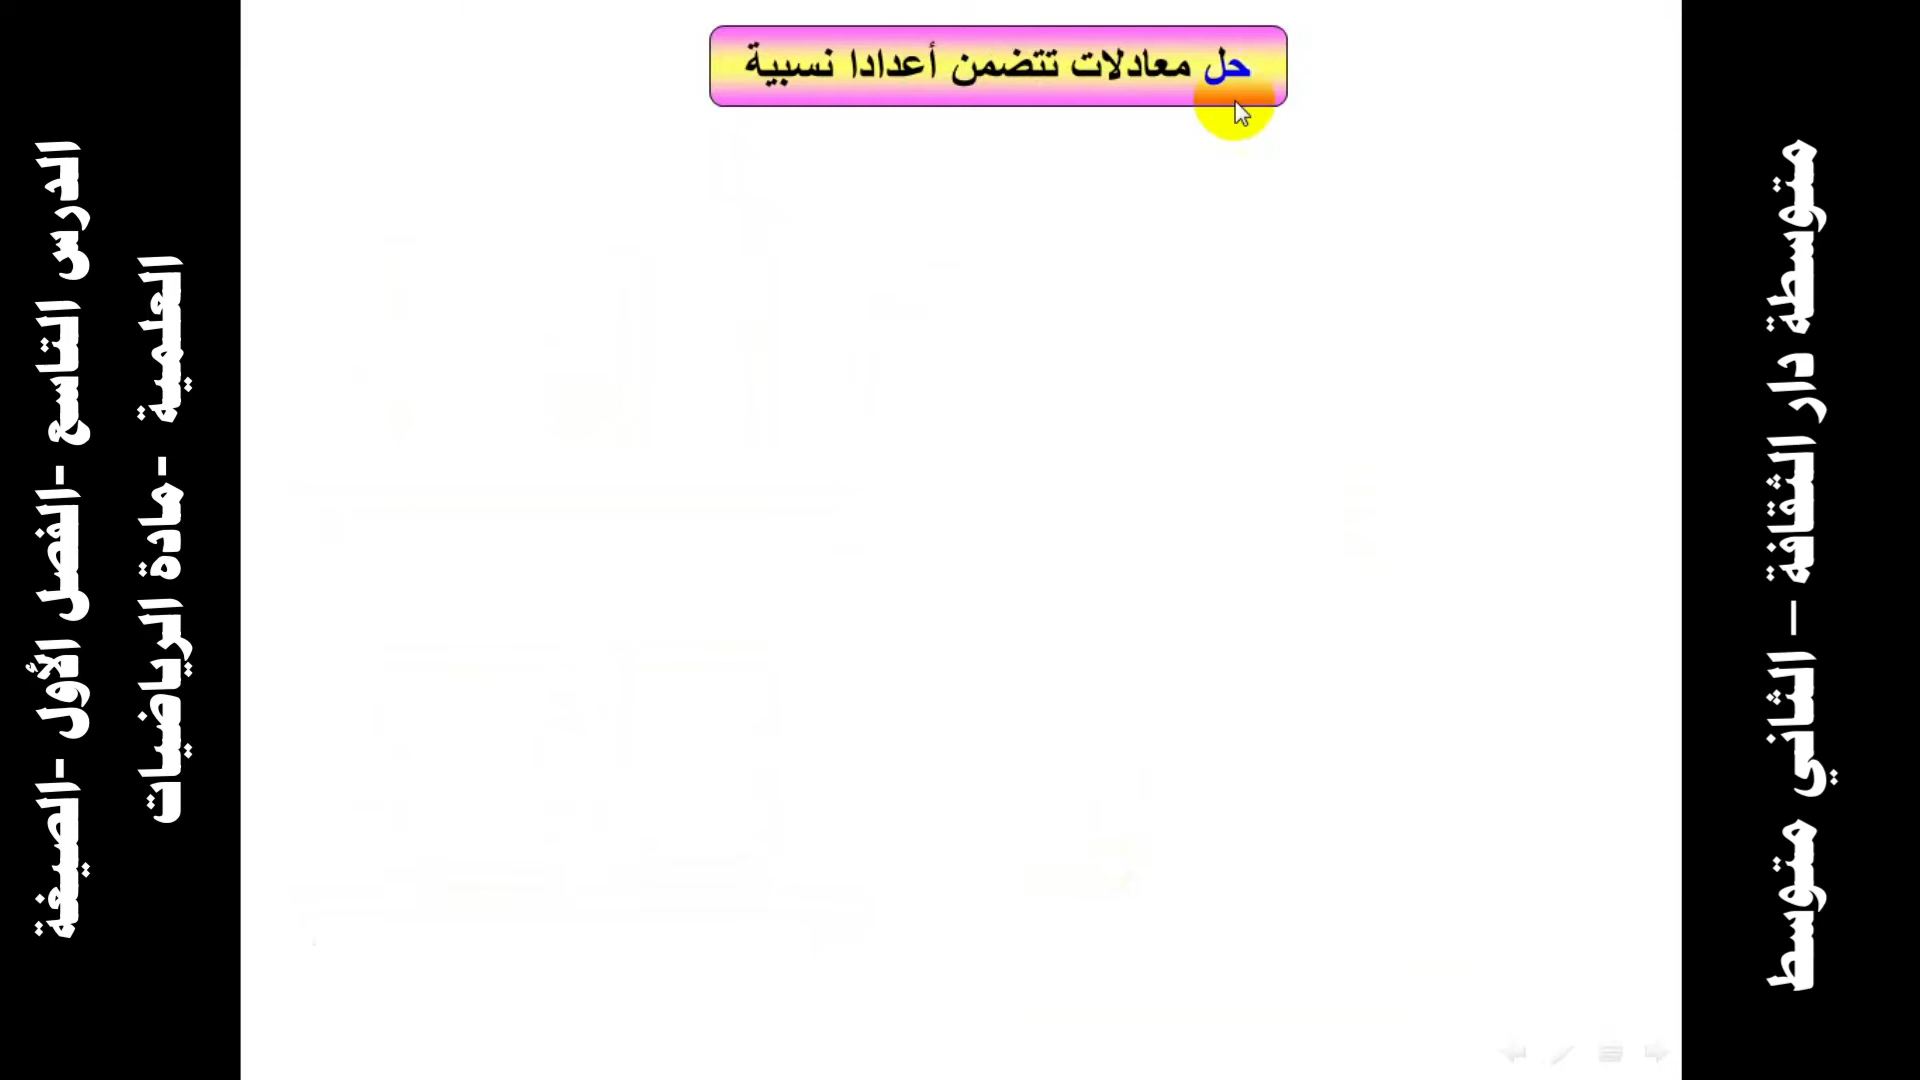 حل معادلات تتضمن أعدادا نسبية
متوسطة دار الثقافة – الثاني متوسط
الدرس التاسع -الفصل الأول -الصيغة
العلمية -مادة الرياضيات